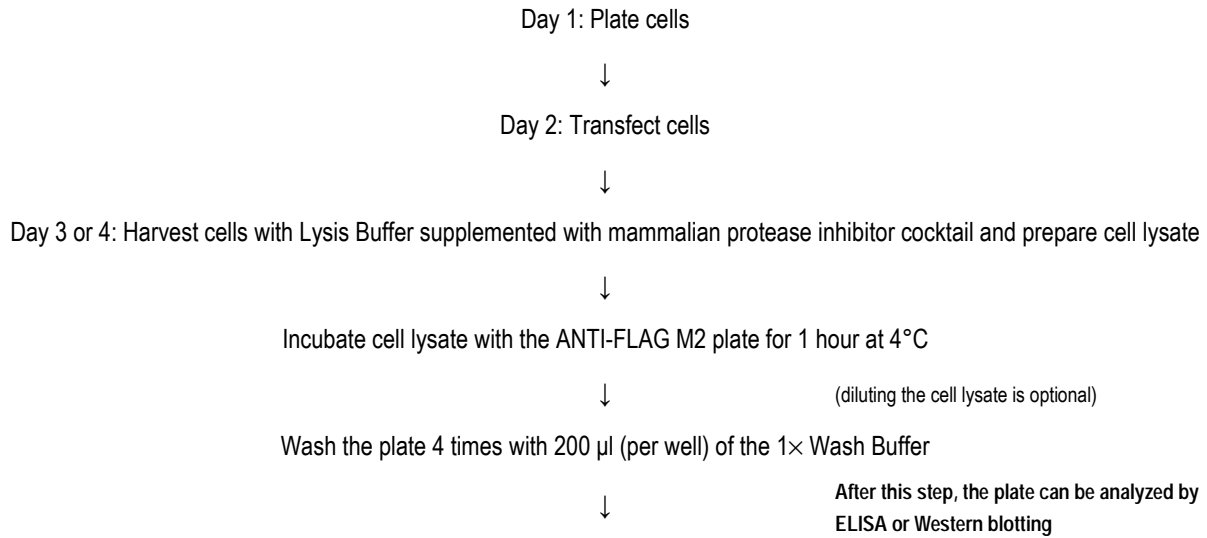 Day 1: Plate cells
↓
Day 2: Transfect cells
↓
Day 3 or 4: Harvest cells with Lysis Buffer supplemented with mammalian protease inhibitor cocktail and prepare cell lysate
↓
Incubate cell lysate with the ANTI-FLAG M2 plate for 1 hour at 4°C
↓ (diluting the cell lysate is optional)
Wash the plate 4 times with 200 µl (per well) of the 1× Wash Buffer
↓ After this step, the plate can be analyzed by
ELISA or Western blotting